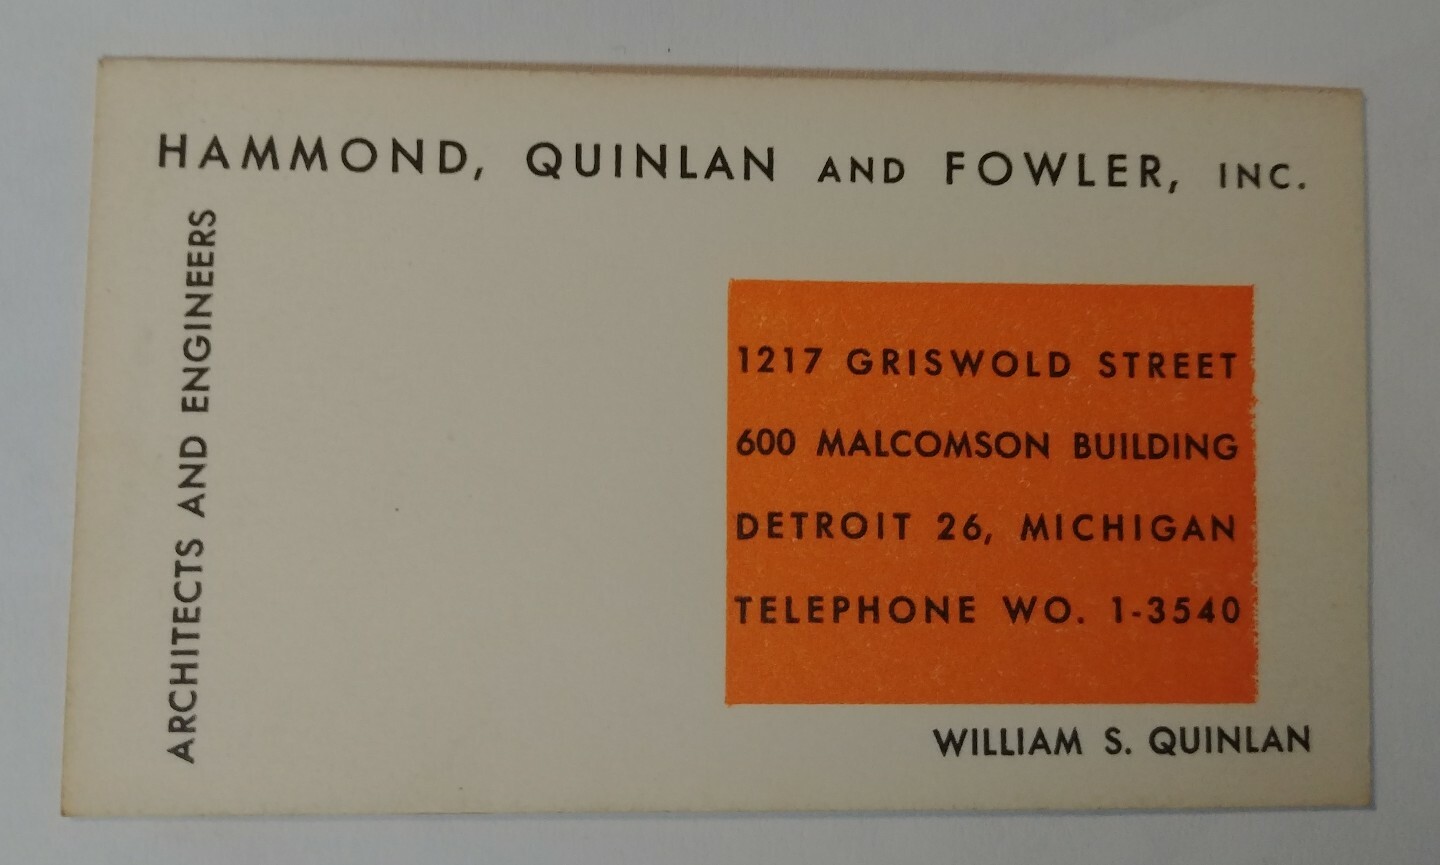 HAMMOND, QUINLAN AND FOWLER, INC.
ARCHITECTS AND ENGINEERS
1217 GRISWOLD STREET
600 MALCOMSON BUILDING
DETROIT 26, MICHIGAN
TELEPHONE WO. 1-3540
WILLIAM S. QUINLAN